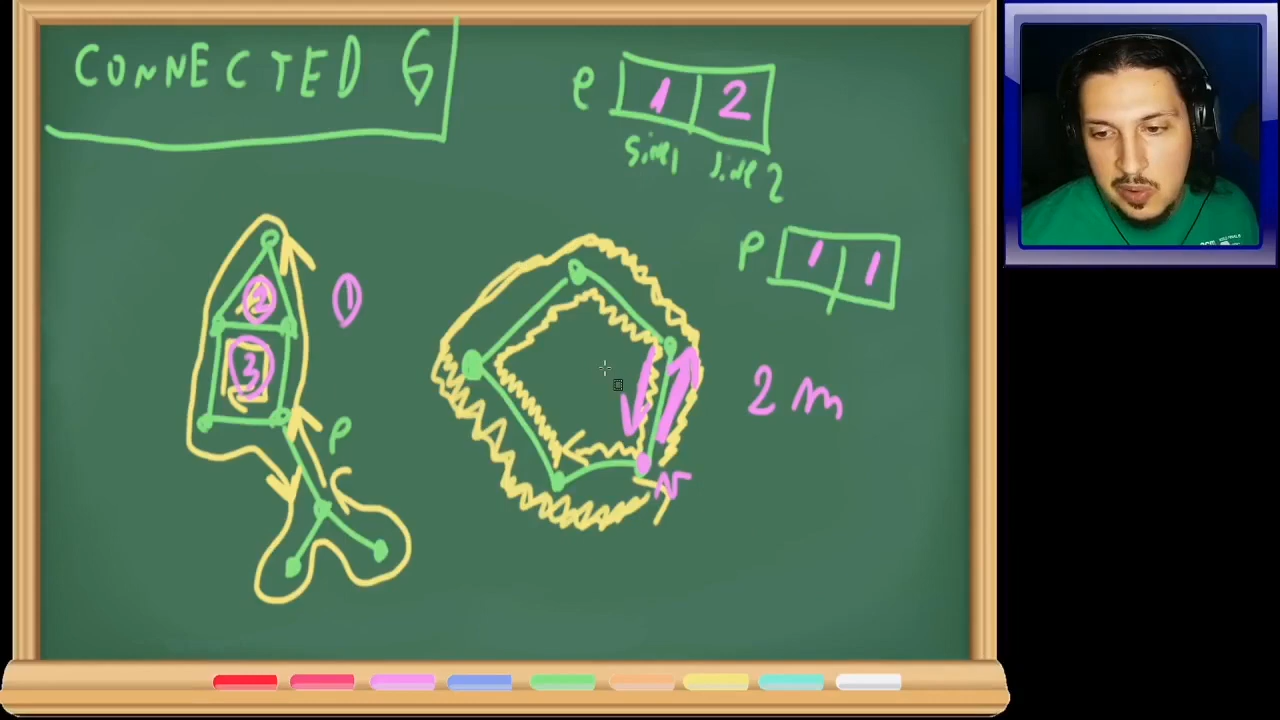 CONNECTED G
e 1 2
side 1 side 2
2
1
3
e 1 1
e
2 m
N